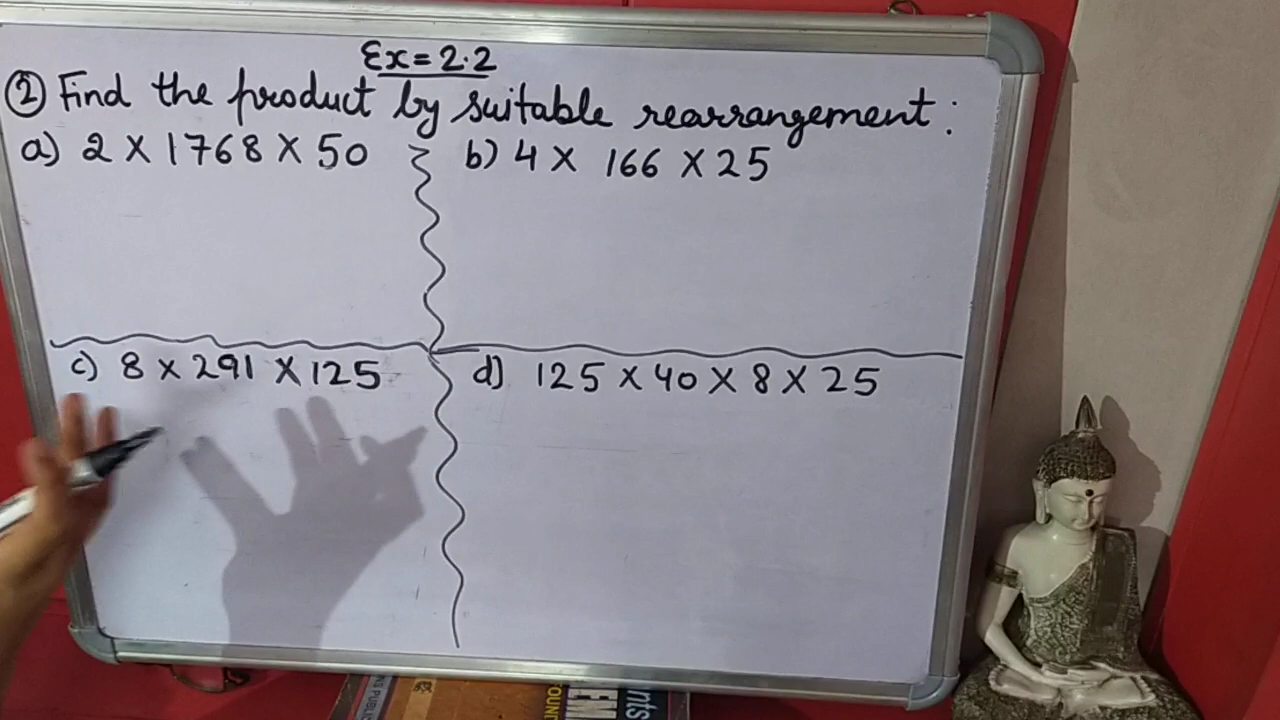 Ex = 2.2
② Find the product by suitable rearrangement :
a) 2 X 1768 X 50
b) 4 X 166 X 25
c) 8 X 291 X 125
d) 125 X 40 X 8 X 25